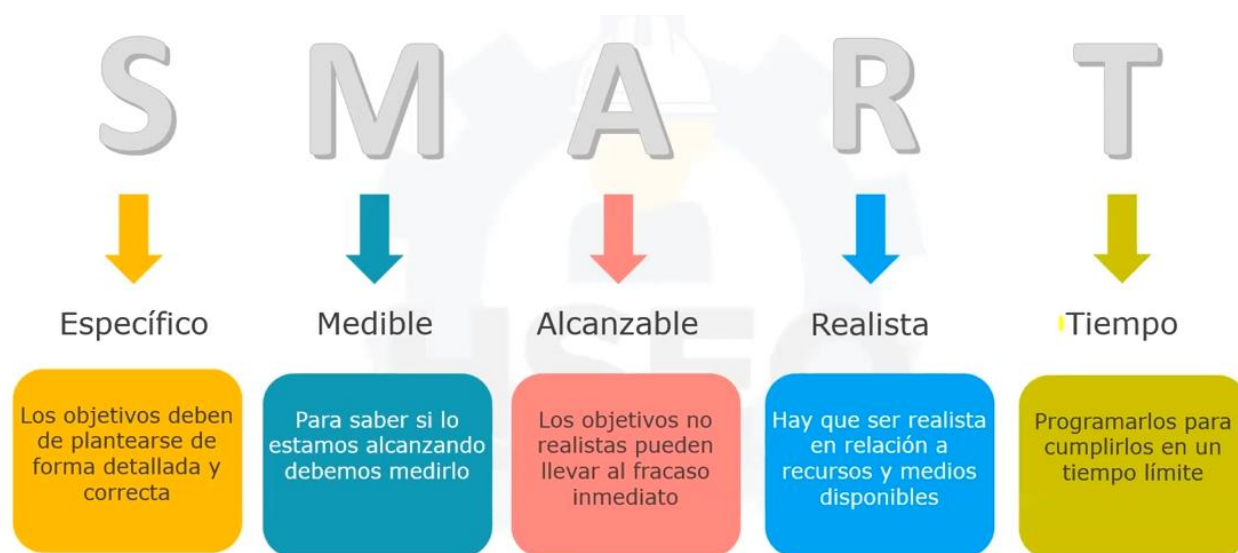 S M A R T
Específico
Medible
Alcanzable
Realista
Tiempo
Los objetivos deben
de plantearse de
forma detallada y
correcta
Para saber si lo
estamos alcanzando
debemos medirlo
Los objetivos no
realistas pueden
llevar al fracaso
inmediato
Hay que ser realista
en relación a
recursos y medios
disponibles
Programarlos para
cumplirlos en un
tiempo límite
HSEQ